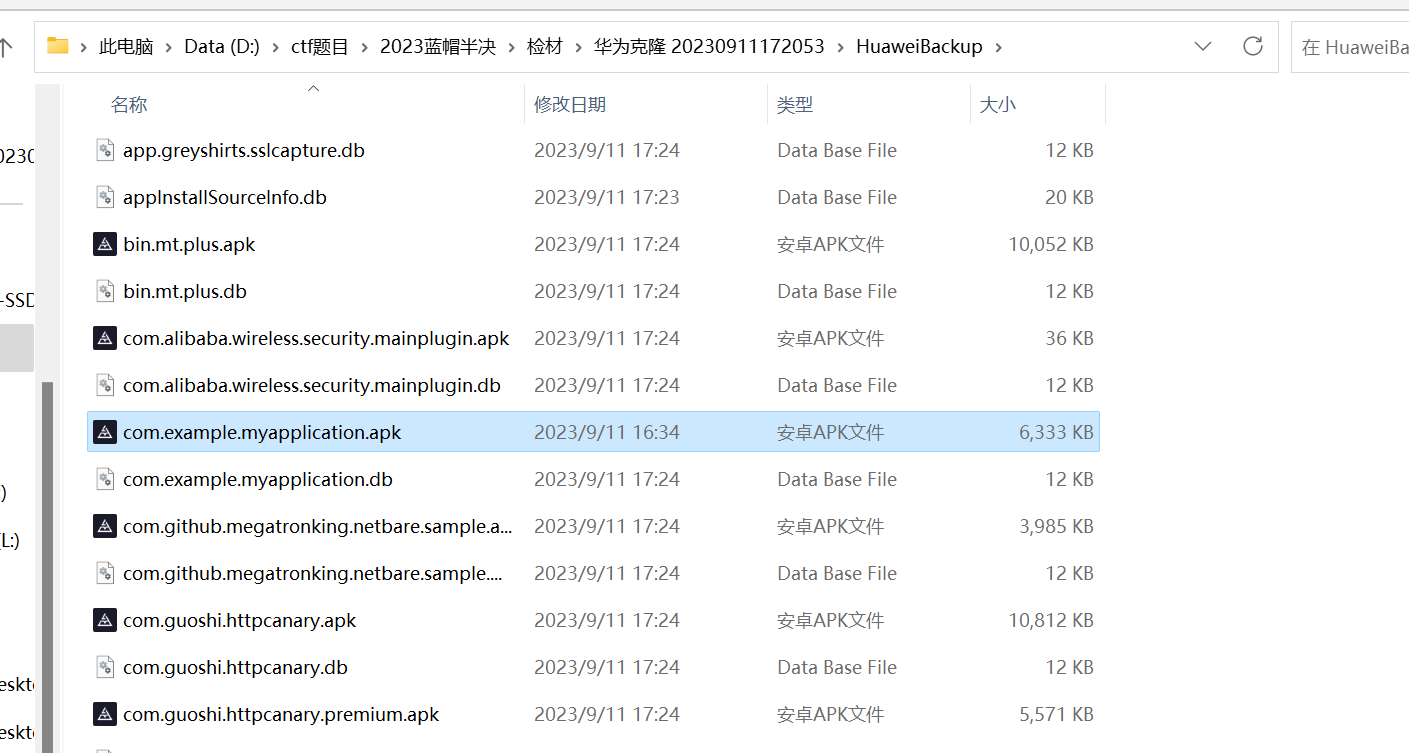 此电脑 > Data (D:) > ctf题目 > 2023蓝帽半决 > 检材 > 华为克隆 20230911172053 > HuaweiBackup >
在 HuaweiBa
名称 修改日期 类型 大小
app.greyshirts.sslcapture.db 2023/9/11 17:24 Data Base File 12 KB
0230
appInstallSourceInfo.db 2023/9/11 17:23 Data Base File 20 KB
bin.mt.plus.apk 2023/9/11 17:24 安卓APK文件 10,052 KB
bin.mt.plus.db 2023/9/11 17:24 Data Base File 12 KB
-SSD
com.alibaba.wireless.security.mainplugin.apk 2023/9/11 17:24 安卓APK文件 36 KB
com.alibaba.wireless.security.mainplugin.db 2023/9/11 17:24 Data Base File 12 KB
com.example.myapplication.apk 2023/9/11 16:34 安卓APK文件 6,333 KB
com.example.myapplication.db 2023/9/11 17:24 Data Base File 12 KB
:)
com.github.megatronking.netbare.sample.a... 2023/9/11 17:24 安卓APK文件 3,985 KB
L:)
com.github.megatronking.netbare.sample.... 2023/9/11 17:24 Data Base File 12 KB
com.guoshi.httpcanary.apk 2023/9/11 17:24 安卓APK文件 10,812 KB
com.guoshi.httpcanary.db 2023/9/11 17:24 Data Base File 12 KB
eskt
com.guoshi.httpcanary.premium.apk 2023/9/11 17:24 安卓APK文件 5,571 KB
eskt